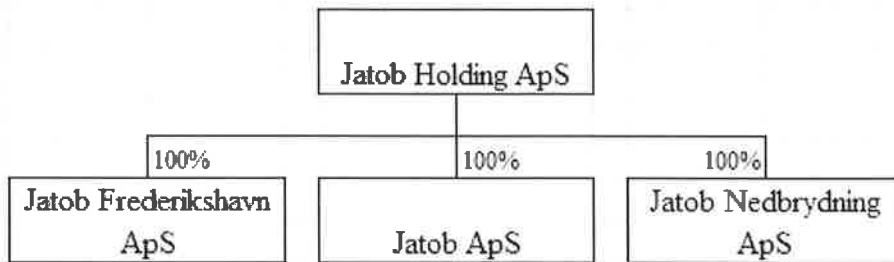 Jatob Holding ApS
100%
100%
100%
Jatob Frederikshavn
ApS
Jatob ApS
Jatob Nedbrydning
ApS